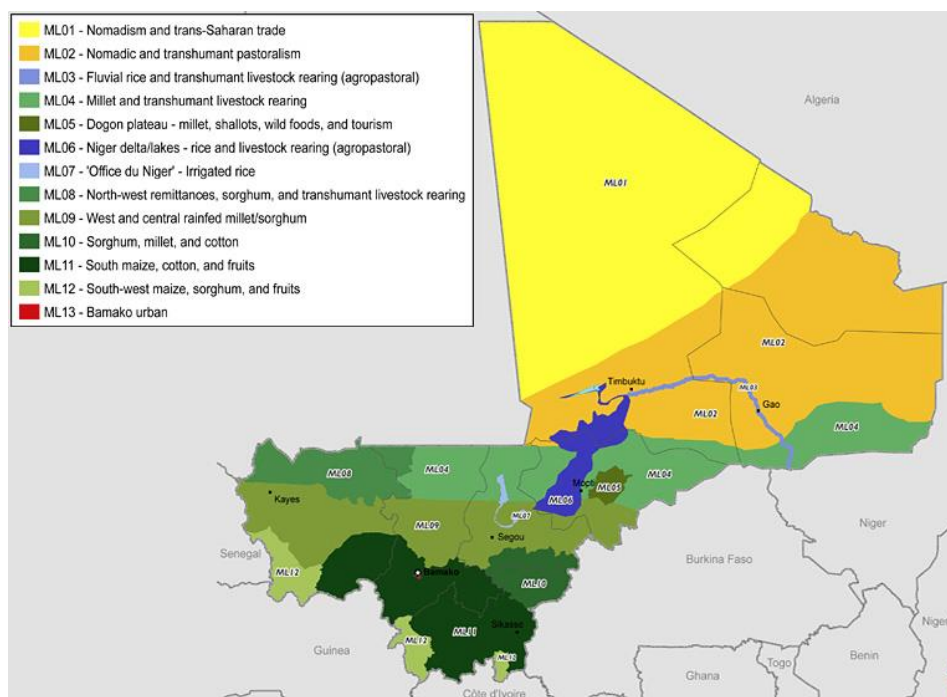 ML01 - Nomadism and trans-Saharan trade
ML02 - Nomadic and transhumant pastoralism
ML03 - Fluvial rice and transhumant livestock rearing (agropastoral)
ML04 - Millet and transhumant livestock rearing
ML05 - Dogon plateau - millet, shallots, wild foods, and tourism
ML06 - Niger delta/lakes - rice and livestock rearing (agropastoral)
ML07 - 'Office du Niger' - Irrigated rice
ML08 - North-west remittances, sorghum, and transhumant livestock rearing
ML09 - West and central rainfed millet/sorghum
ML10 - Sorghum, millet, and cotton
ML11 - South maize, cotton, and fruits
ML12 - South-west maize, sorghum, and fruits
ML13 - Bamako urban
Algeria
ML01
ML02
Timbuktu
ML03
Gao
ML02
ML04
ML08
ML04
ML04
Kayes
Mopti
ML05
ML06
ML07
ML09
Segou
Niger
Senegal
Burkina Faso
ML12
Bamako
ML10
Sikasso
ML11
ML12
ML12
Guinea
Niger
Benin
Togo
Ghana
Côte d'Ivoire